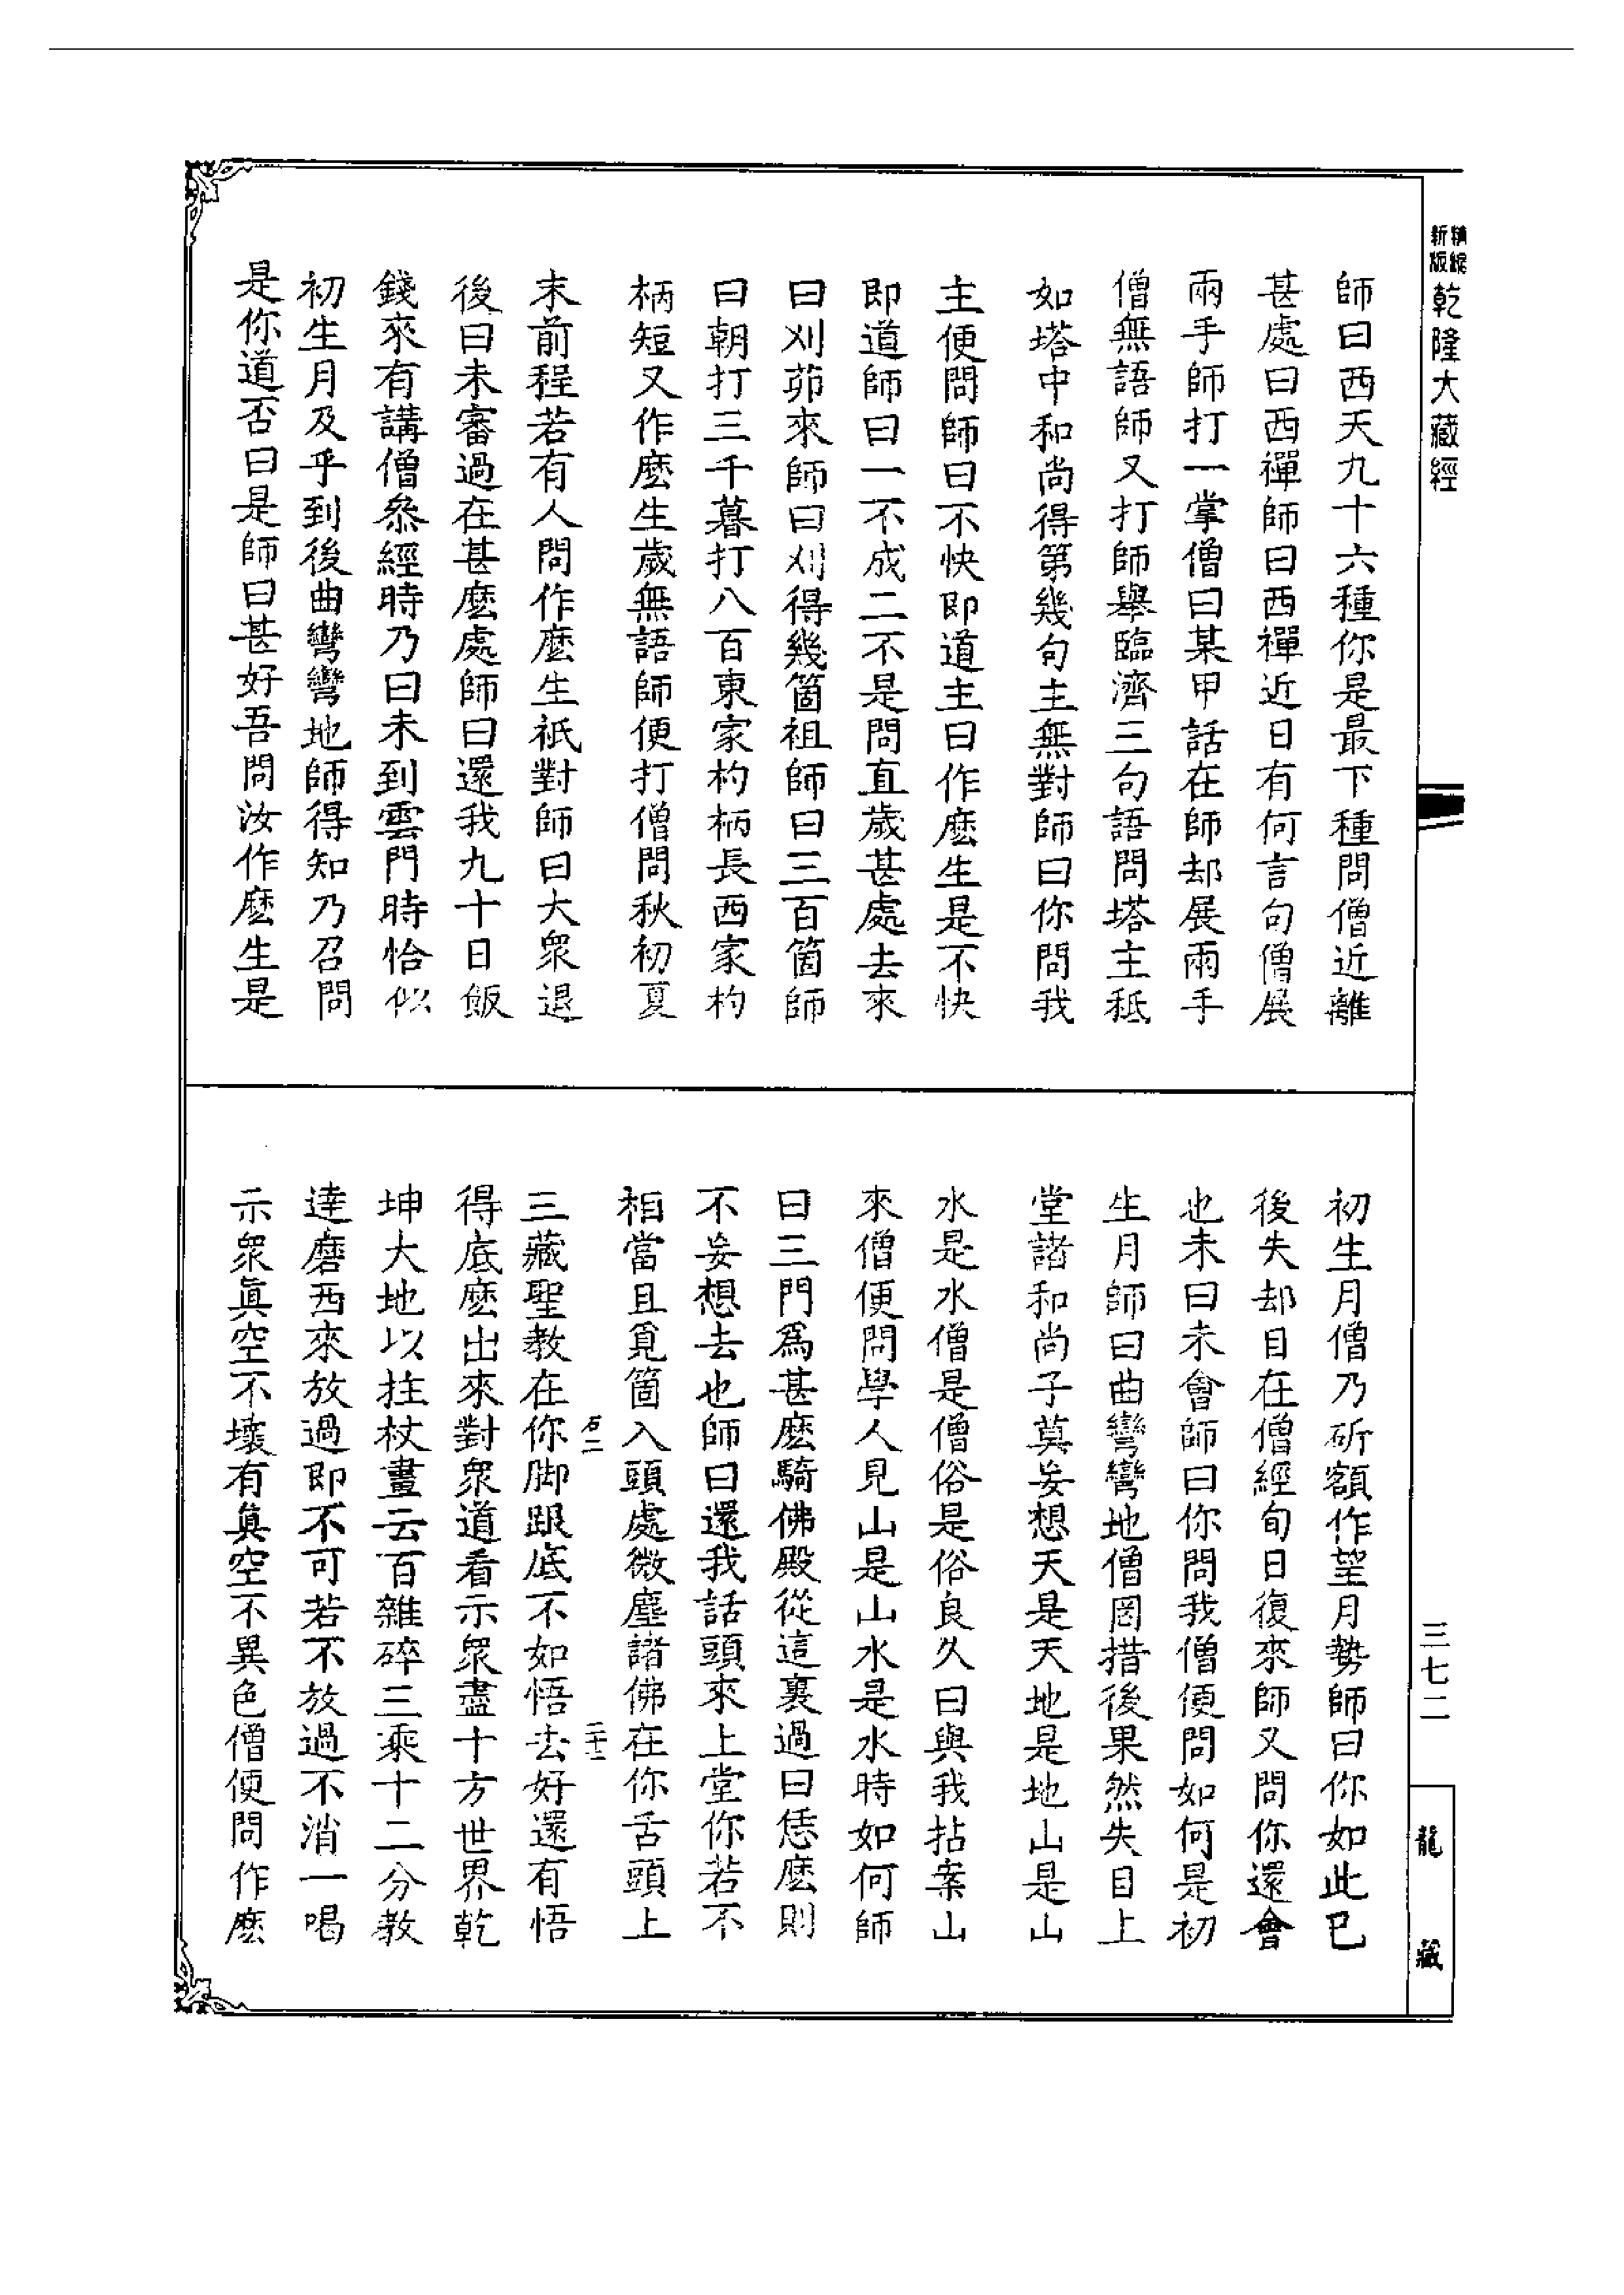 精縮
新版
乾隆大藏經
師曰西天九十六種你是最下種問僧近離
甚處曰西禪師曰西禪近日有何言句僧展
兩手師打一掌僧曰某甲話在師却展兩手
僧無語師又打師舉臨濟三句語問塔主秖
如塔中和尚得第幾句主無對師曰你問我
主便問師曰不快即道主曰作麽生是不快
即道師曰一不成二不是問直歲甚處去來
曰刈茆來師曰刈得幾箇祖師曰三百箇師
曰朝打三千暮打八百東家杓柄長西家杓
柄短又作麽生歲無語師便打僧問秋初夏
末前程若有人問作麽生祇對師曰大衆退
後曰未審過在甚麽處師曰還我九十日飯
錢來有講僧叅經時乃曰未到雲門時恰似
初生月及乎到後曲彎彎地師得知乃召問
是你道否曰是師曰甚好吾問汝作麽生是
初生月僧乃斫額作望月勢師曰你如此已
後失却目在僧經旬日復來師又問你還會
也未曰未會師曰你問我僧便問如何是初
生月師曰曲彎彎地僧罔措後果然失目上
堂諸和尚子莫妄想天是天地是地山是山
水是水僧是僧俗是俗良久曰與我拈案山
來僧便問學人見山是山水是水時如何師
曰三門爲甚麽騎佛殿從這裏過曰恁麽則
不妄想去也師曰還我話頭來上堂你若不
相當且覓箇入頭處微塵諸佛在你舌頭上
三藏聖教在你脚跟底不如悟去好還有悟
得底麽出來對衆道看示衆盡十方世界乾
坤大地以拄杖畫云百雜碎三乘十二分教
達磨西來放過即不可若不放過不消一喝
示衆眞空不壞有眞空不異色僧便問作麽
三七二
龍藏